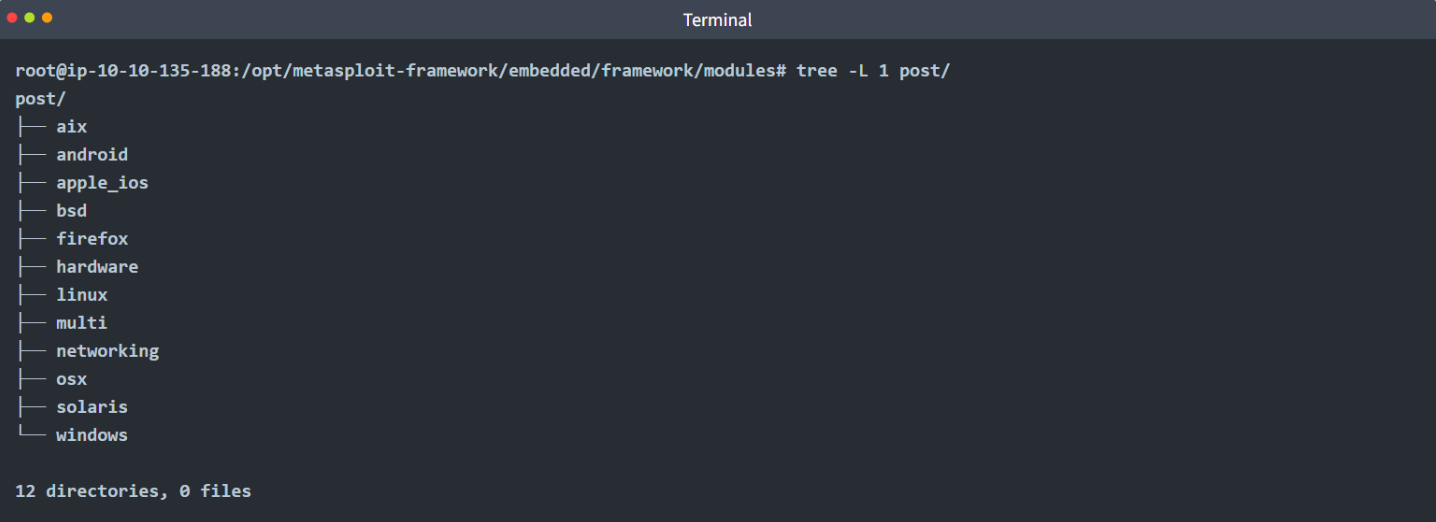 Terminal
root@ip-10-10-135-188:/opt/metasploit-framework/embedded/framework/modules# tree -L 1 post/
post/
├── aix
├── android
├── apple_ios
├── bsd
├── firefox
├── hardware
├── linux
├── multi
├── networking
├── osx
├── solaris
└── windows
12 directories, 0 files